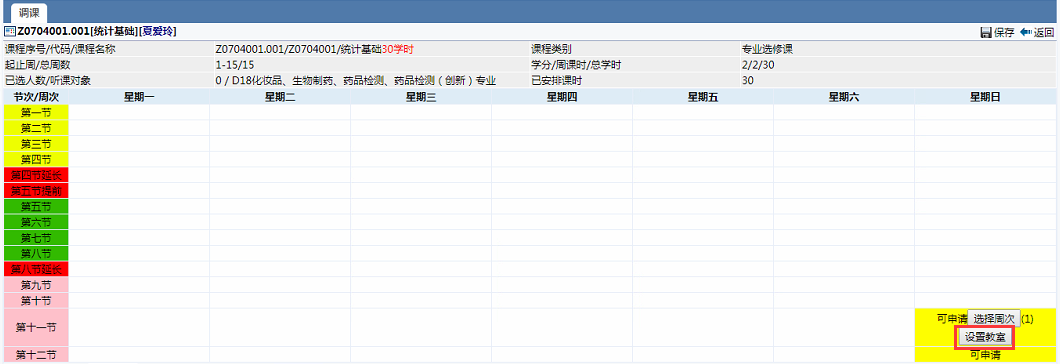 调课
Z0704001.001[统计基础][夏爱玲] 保存 返回
课程序号/代码/课程名称 Z0704001.001/Z0704001/统计基础30学时 课程类别 专业选修课
起止周/总周数 1-15/15 学分/周课时/总学时 2/2/30
已选人数/听课对象 0 / D18化妆品、生物制药、药品检测、药品检测（创新）专业 已安排课时 30
节次/周次 星期一 星期二 星期三 星期四 星期五 星期六 星期日
第一节
第二节
第三节
第四节
第四节延长
第五节提前
第五节
第六节
第七节
第八节
第八节延长
第九节
第十节
第十一节 可申请 选择周次 (1)
设置教室
第十二节 可申请